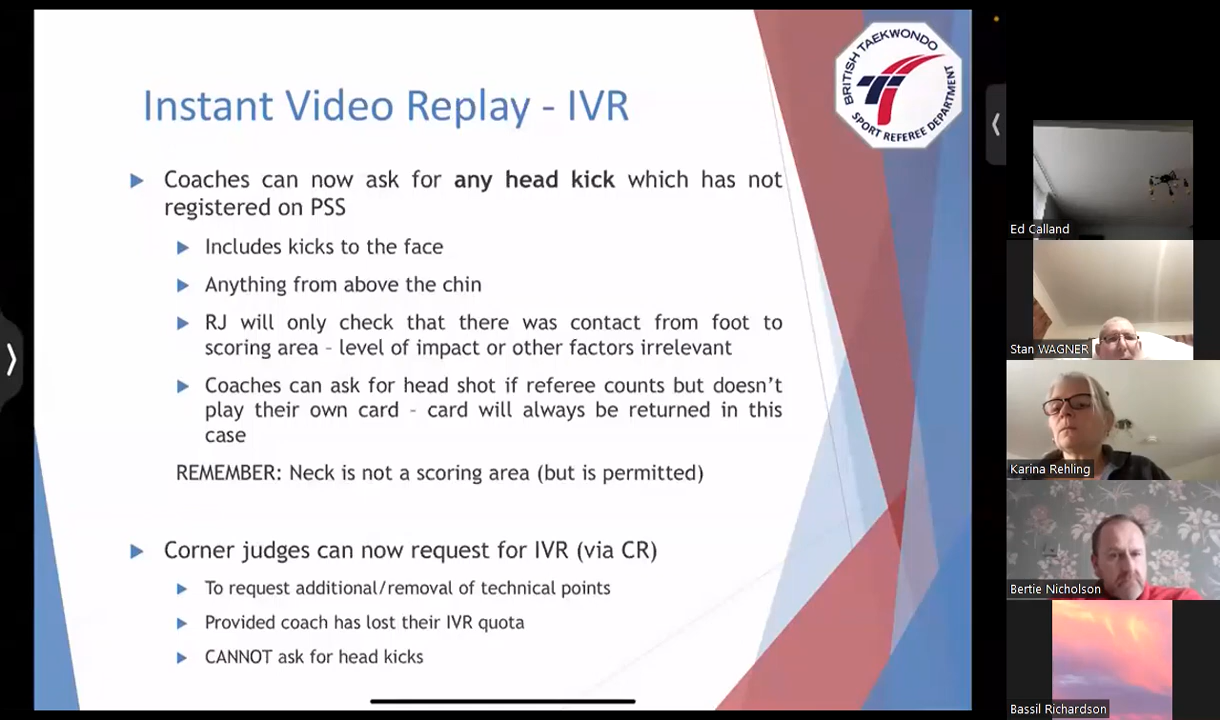 Instant Video Replay - IVR
Coaches can now ask for any head kick which has not
registered on PSS
Includes kicks to the face
Anything from above the chin
RJ will only check that there was contact from foot to
scoring area – level of impact or other factors irrelevant
Coaches can ask for head shot if referee counts but doesn't
play their own card – card will always be returned in this
case
REMEMBER: Neck is not a scoring area (but is permitted)
Corner judges can now request for IVR (via CR)
To request additional/removal of technical points
Provided coach has lost their IVR quota
CANNOT ask for head kicks
BRITISH TAEKWONDO
SPORT REFEREE DEPARTMENT
Ed Calland
Stan WAGNER
Karina Rehling
Bertie Nicholson
Bassil Richardson